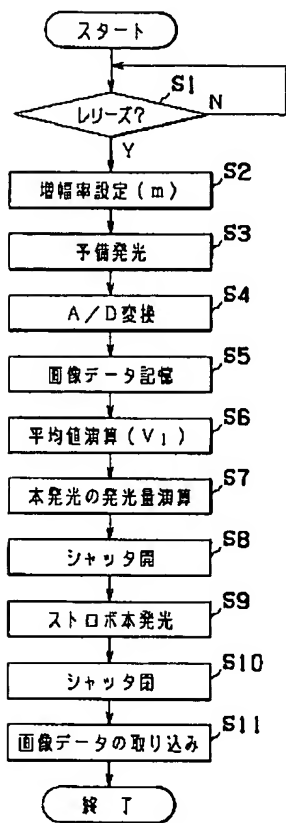 スタート
S1
レリーズ?
N
Y
S2
増幅率設定(m)
S3
予備発光
S4
A/D変換
S5
画像データ記憶
S6
平均値演算(V1)
S7
本発光の発光量演算
S8
シャッタ開
S9
ストロボ本発光
S10
シャッタ閉
S11
画像データの取り込み
終了